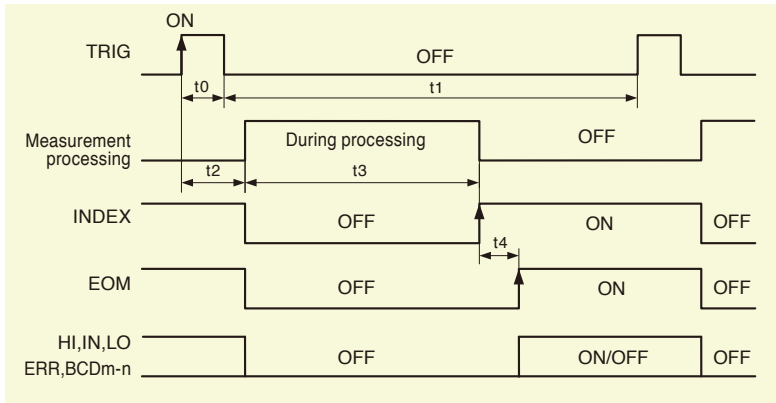 ON
TRIG
OFF
t0
t1
Measurement
processing
During processing
OFF
t2
t3
INDEX
OFF
ON
OFF
t4
EOM
OFF
ON
OFF
HI,IN,LO
ERR,BCDm-n
OFF
ON/OFF
OFF